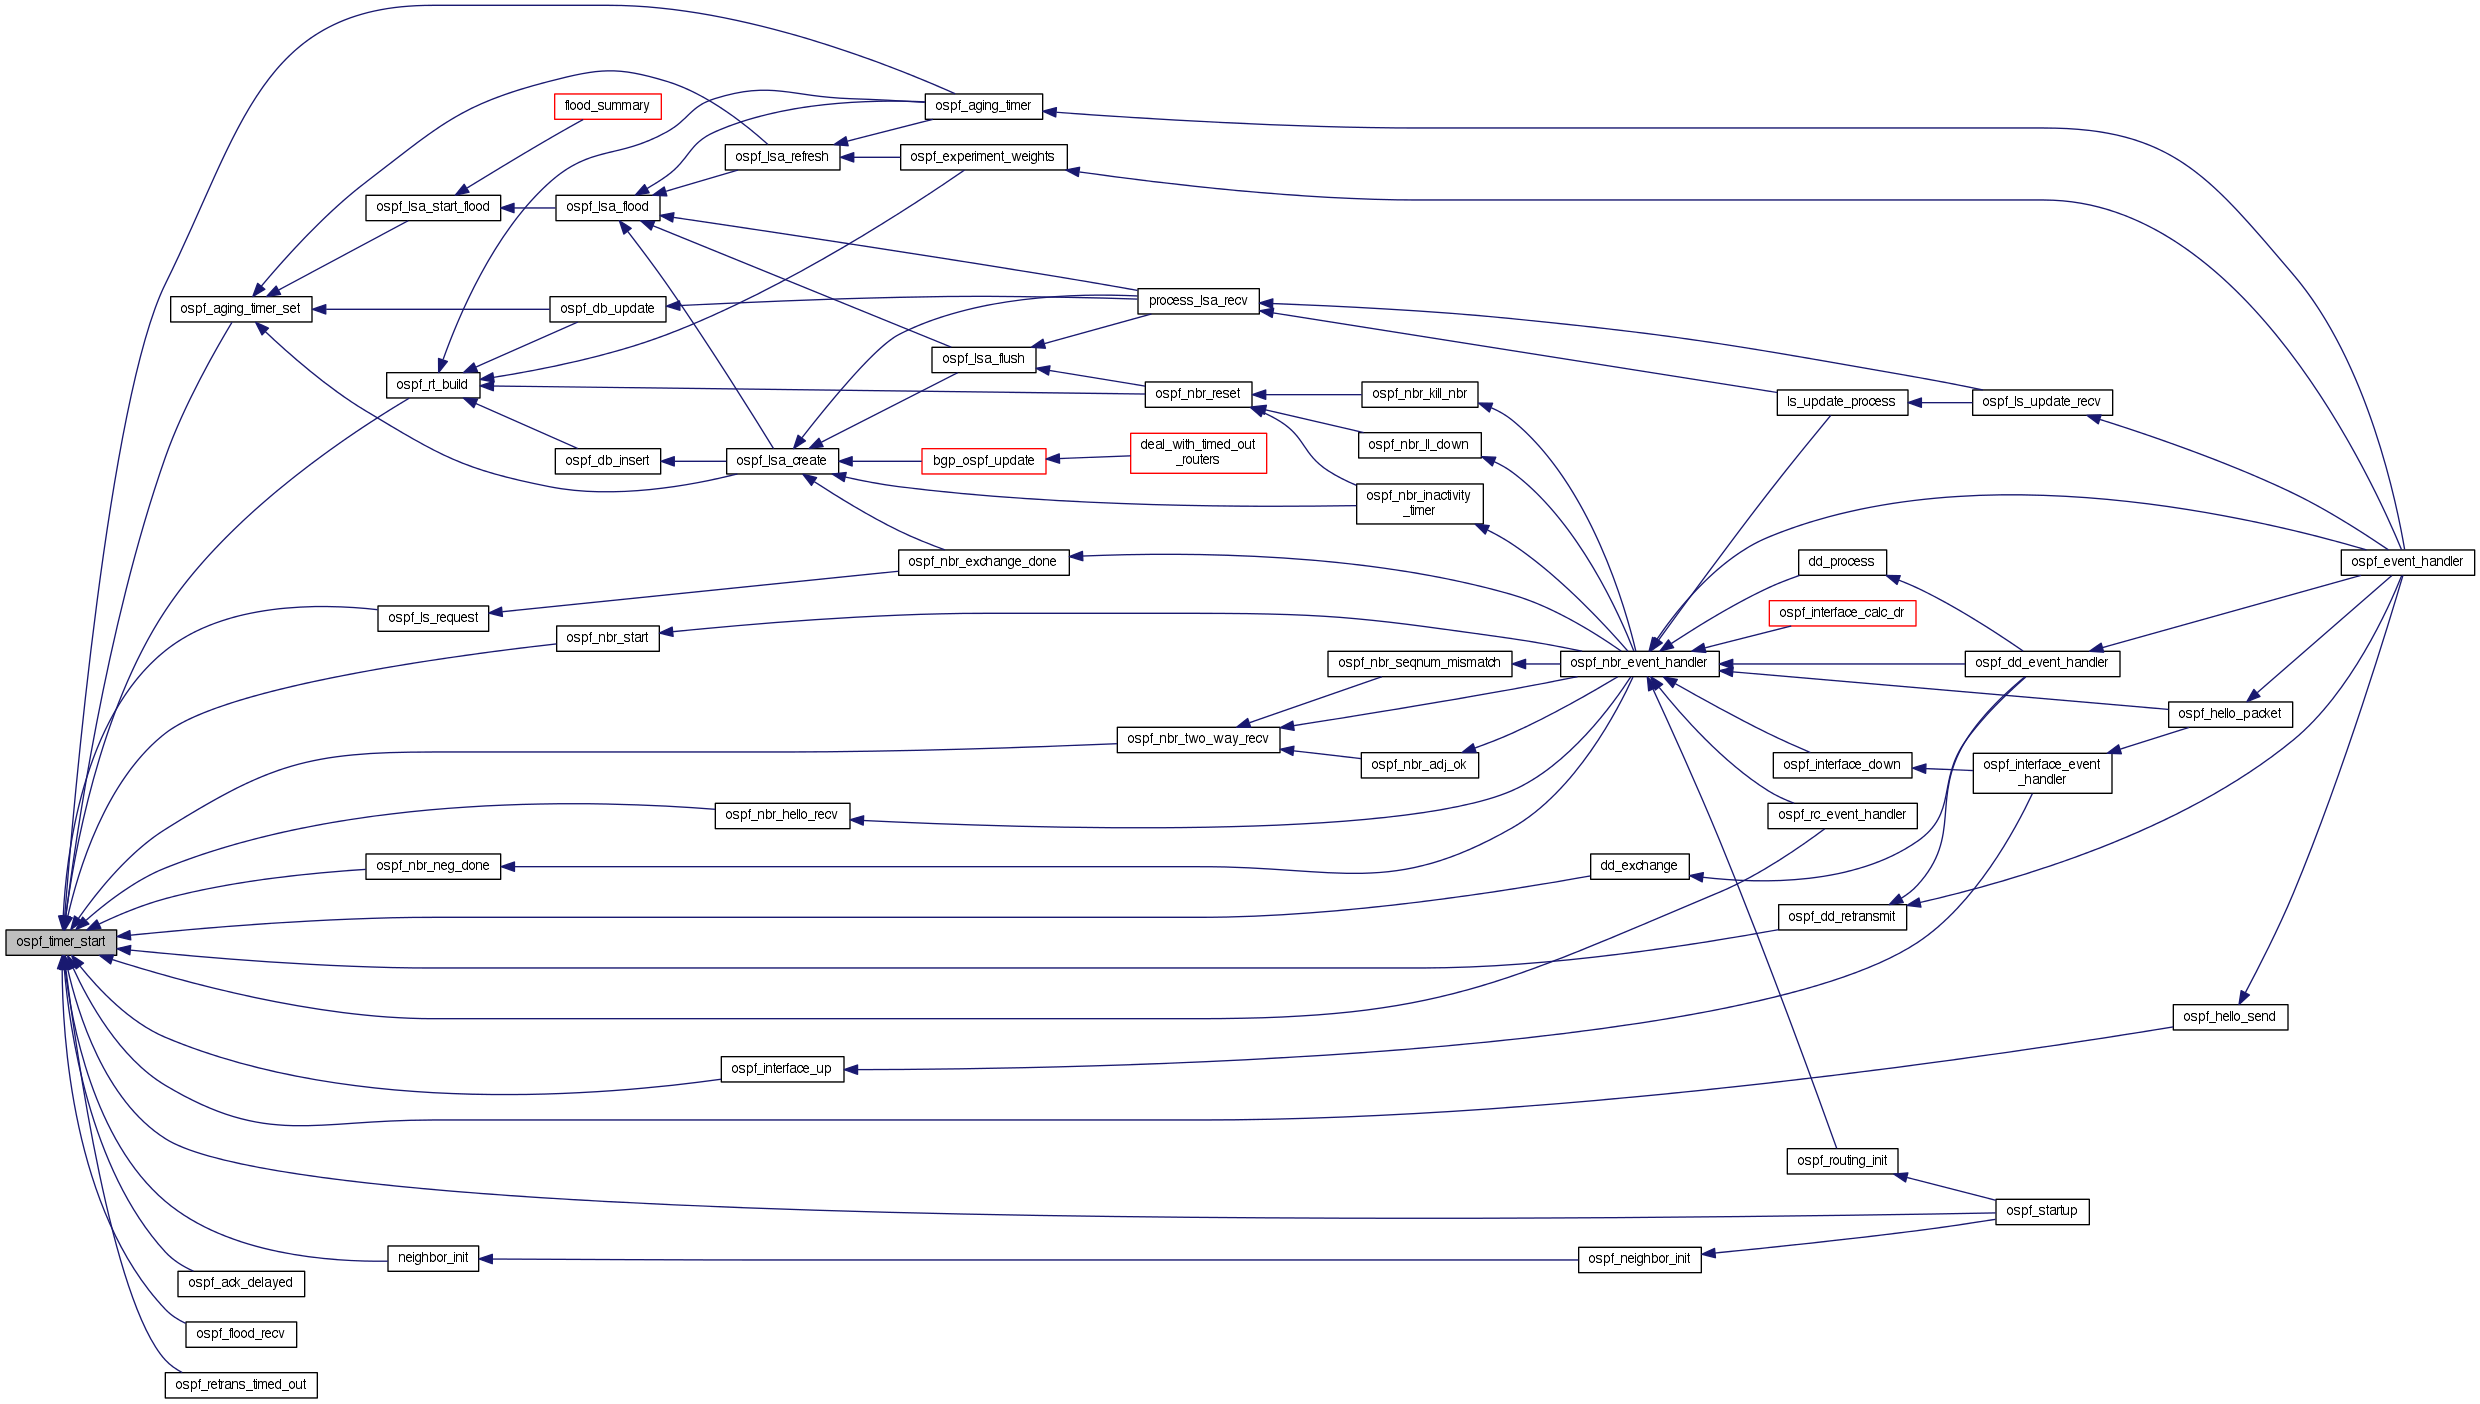 flood_summary
ospf_aging_timer
ospf_lsa_refresh
ospf_experiment_weights
ospf_lsa_start_flood
ospf_lsa_flood
ospf_aging_timer_set
ospf_db_update
process_lsa_recv
ospf_lsa_flush
ospf_rt_build
ospf_nbr_reset
ospf_nbr_kill_nbr
ls_update_process
ospf_ls_update_recv
ospf_db_insert
ospf_lsa_create
bgp_ospf_update
deal_with_timed_out
_routers
ospf_nbr_ll_down
ospf_nbr_inactivity
_timer
ospf_nbr_exchange_done
dd_process
ospf_event_handler
ospf_ls_request
ospf_interface_calc_dr
ospf_nbr_start
ospf_nbr_seqnum_mismatch
ospf_nbr_event_handler
ospf_dd_event_handler
ospf_hello_packet
ospf_nbr_two_way_recv
ospf_nbr_adj_ok
ospf_interface_down
ospf_interface_event
_handler
ospf_nbr_hello_recv
ospf_rc_event_handler
ospf_nbr_neg_done
dd_exchange
ospf_dd_retransmit
ospf_timer_start
ospf_hello_send
ospf_interface_up
ospf_routing_init
ospf_startup
neighbor_init
ospf_neighbor_init
ospf_ack_delayed
ospf_flood_recv
ospf_retrans_timed_out